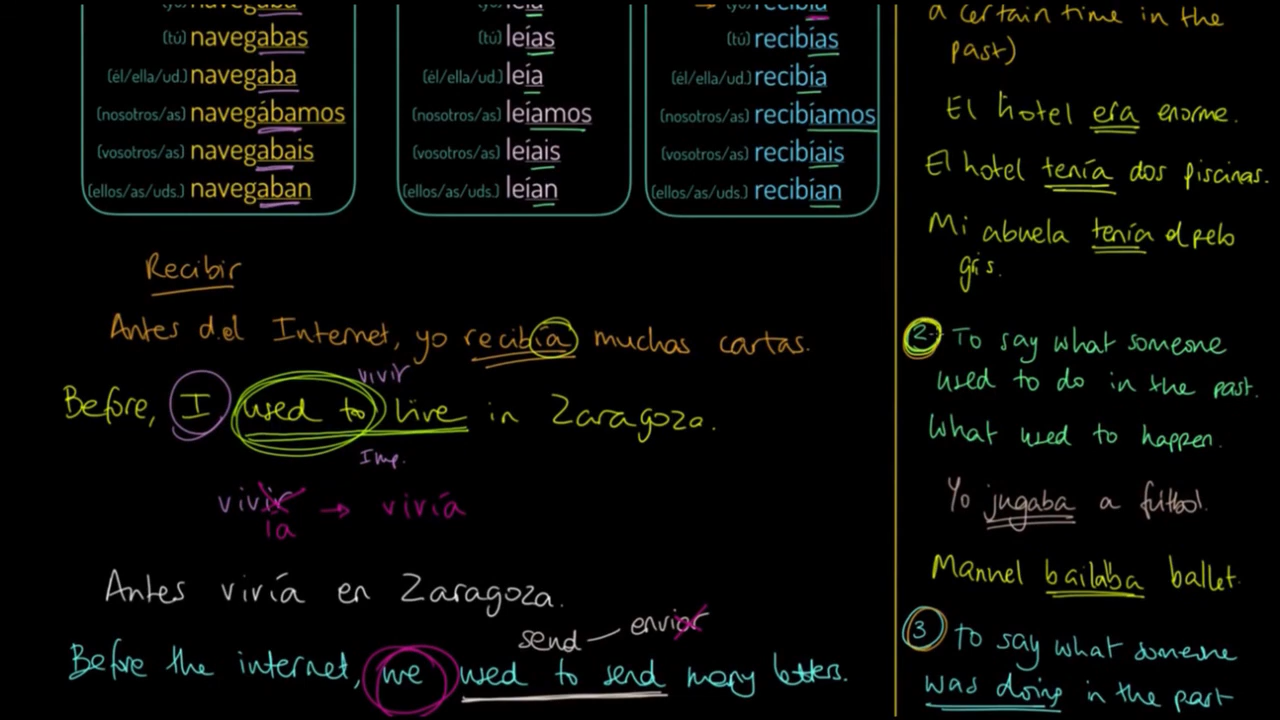 (yo) recibía
(tú) navegabas
(él/ella/ud.) navegaba
(nosotros/as) navegábamos
(vosotros/as) navegabais
(ellos/as/uds.) navegaban
(tú) leías
(él/ella/ud.) leía
(nosotros/as) leíamos
(vosotros/as) leíais
(ellos/as/uds.) leían
(tú) recibías
(él/ella/ud.) recibía
(nosotros/as) recibíamos
(vosotros/as) recibíais
(ellos/as/uds.) recibían
Recibir
Antes del Internet, yo recibía muchas cartas.
vivir
Before, I used to live in Zaragoza.
Imp.
vivir → vivía
ia
Antes vivía en Zaragoza.
send – enviar
Before the internet, we used to send many letters.
a certain time in the
past)
El hotel era enorme.
El hotel tenía dos piscinas.
Mi abuela tenía el pelo
gris.
2. To say what someone
used to do in the past.
What used to happen.
Yo jugaba a fútbol.
Manuel bailaba ballet.
3 To say what someone
was doing in the past